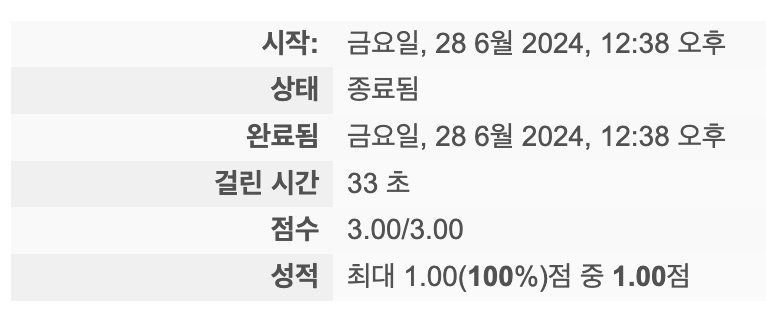 시작: 금요일, 28 6월 2024, 12:38 오후
상태 종료됨
완료됨 금요일, 28 6월 2024, 12:38 오후
걸린 시간 33 초
점수 3.00/3.00
성적 최대 1.00(100%)점 중 1.00점